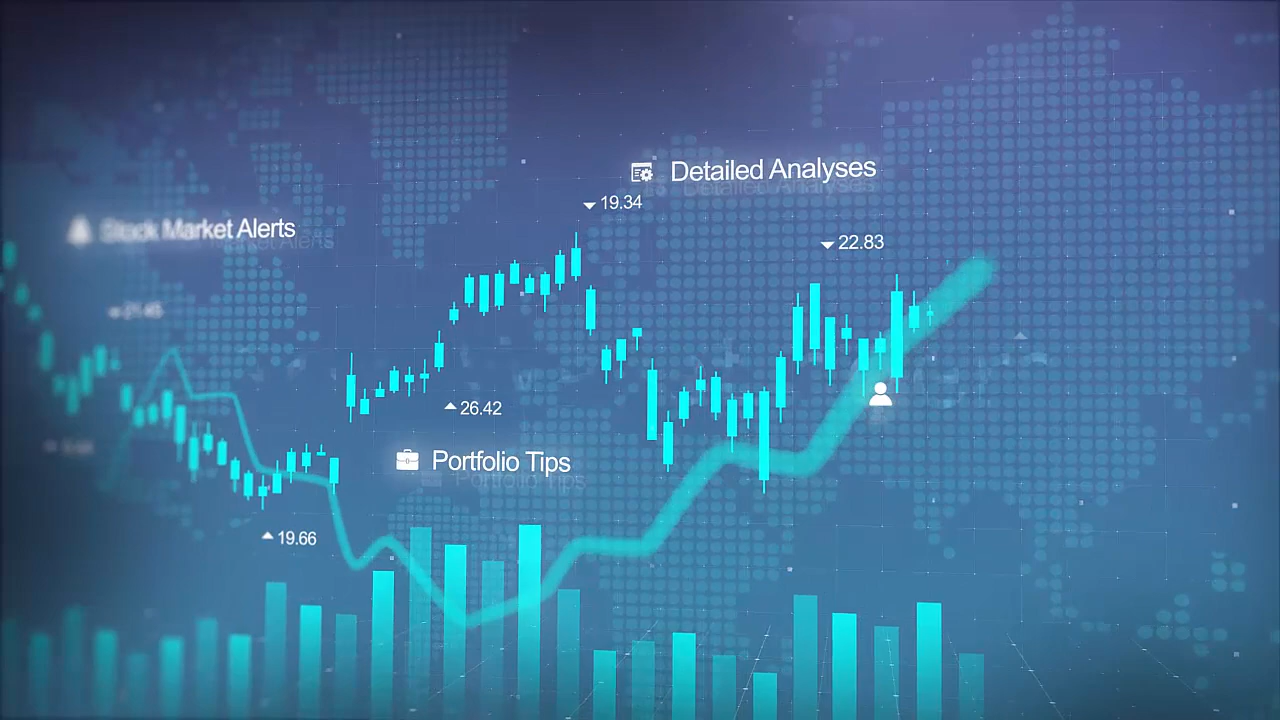 Detailed Analyses
19.34
Stock Market Alerts
22.83
26.42
Portfolio Tips
19.66